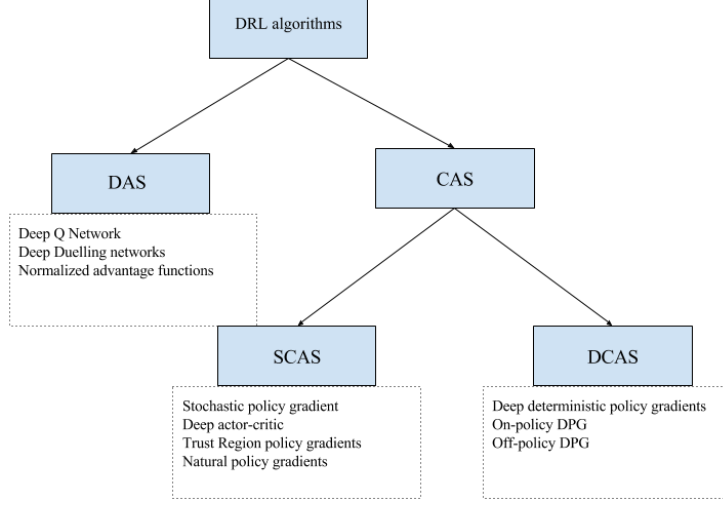 DRL algorithms
DAS
CAS
Deep Q Network
Deep Duelling networks
Normalized advantage functions
SCAS
DCAS
Stochastic policy gradient
Deep actor-critic
Trust Region policy gradients
Natural policy gradients
Deep deterministic policy gradients
On-policy DPG
Off-policy DPG